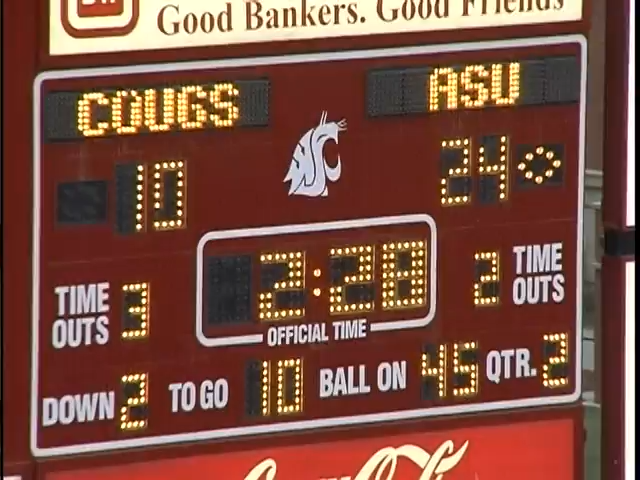 Good Bankers. Good Friends
COUGS ASU
10 24
2:28
OFFICIAL TIME
TIME OUTS 3
2 TIME OUTS
DOWN 2 TO GO 10 BALL ON 45 QTR. 2